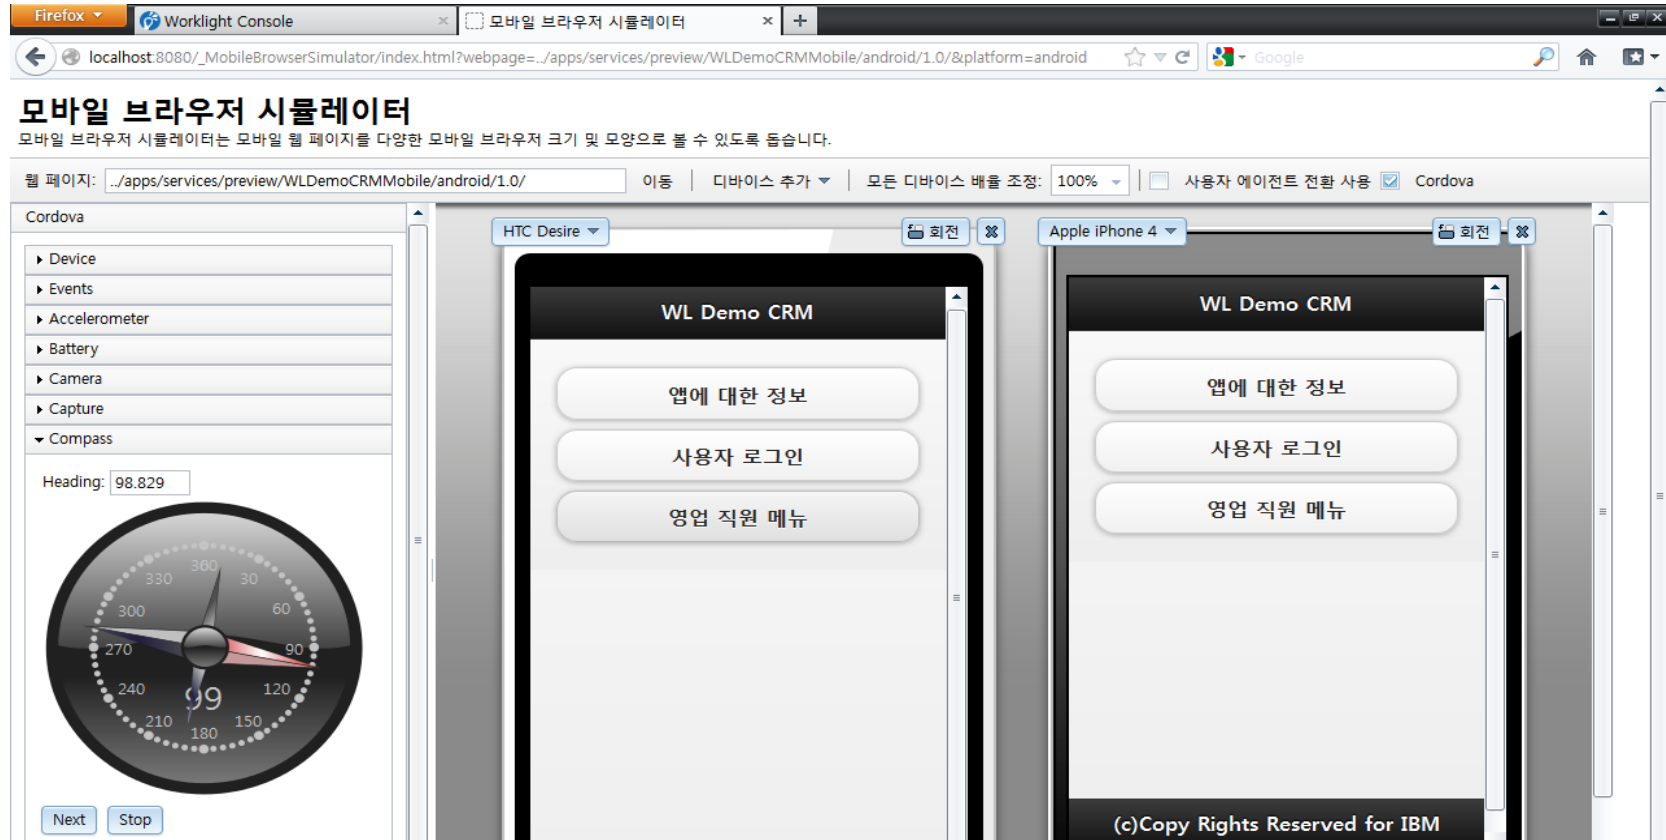 Firefox
Worklight Console
모바일 브라우저 시뮬레이터
localhost:8080/_MobileBrowserSimulator/index.html?webpage=../apps/services/preview/WLDemoCRMMobile/android/1.0/&platform=android
Google
모바일 브라우저 시뮬레이터
모바일 브라우저 시뮬레이터는 모바일 웹 페이지를 다양한 모바일 브라우저 크기 및 모양으로 볼 수 있도록 돕습니다.
웹 페이지: ../apps/services/preview/WLDemoCRMMobile/android/1.0/ 이동 디바이스 추가 모든 디바이스 배율 조정: 100% 사용자 에이전트 전환 사용 Cordova
Cordova
Device
Events
Accelerometer
Battery
Camera
Capture
Compass
Heading: 98.829
360
330 30
300 60
270 90
240 120
99
210 150
180
Next Stop
HTC Desire 회전
WL Demo CRM
앱에 대한 정보
사용자 로그인
영업 직원 메뉴
Apple iPhone 4 회전
WL Demo CRM
앱에 대한 정보
사용자 로그인
영업 직원 메뉴
(c)Copy Rights Reserved for IBM